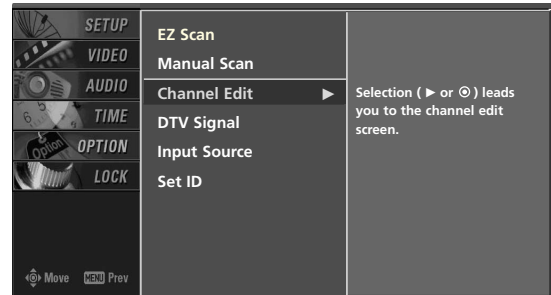 SETUP
VIDEO
AUDIO
TIME
OPTION
LOCK
Move MENU Prev
EZ Scan
Manual Scan
Channel Edit ►
DTV Signal
Input Source
Set ID
Selection ( ► or ⊙ ) leads
you to the channel edit
screen.